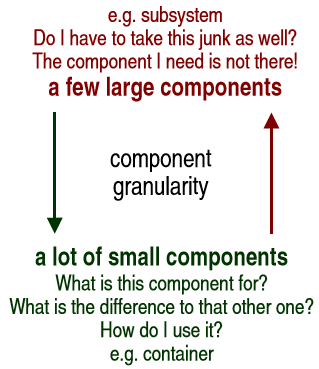 e.g. subsystem
Do I have to take this junk as well?
The component I need is not there!
a few large components
component
granularity
a lot of small components
What is this component for?
What is the difference to that other one?
How do I use it?
e.g. container